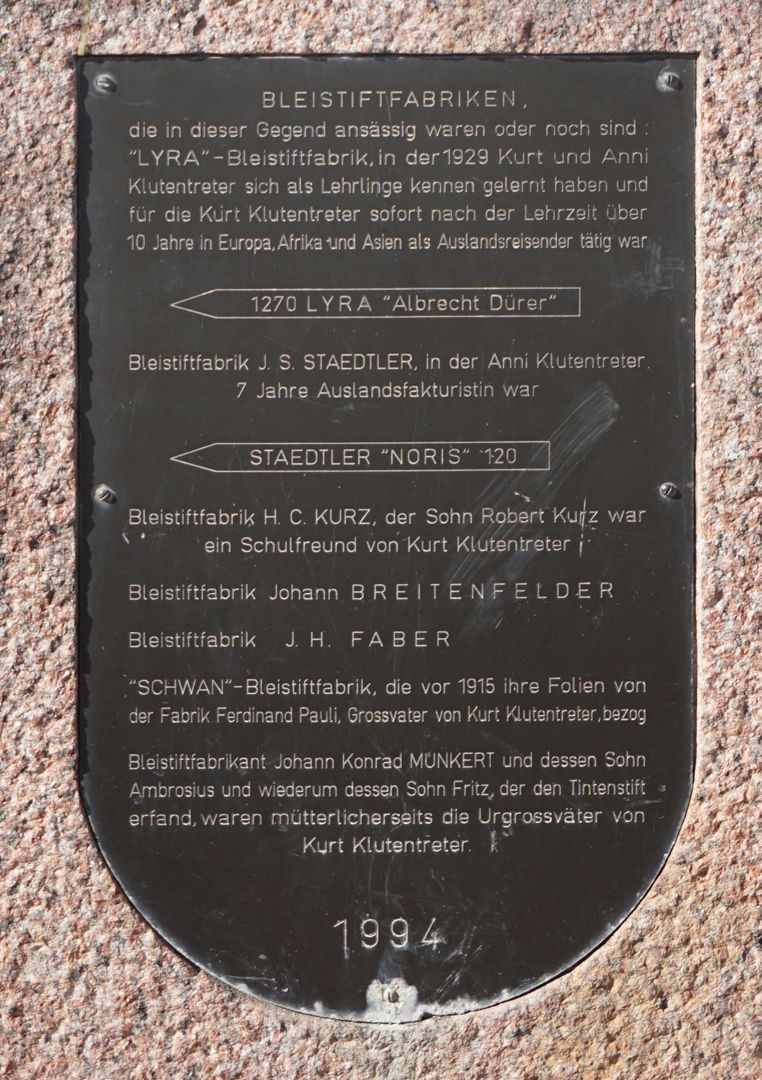 BLEISTIFTFABRIKEN,
die in dieser Gegend ansässig waren oder noch sind :
"LYRA"-Bleistiftfabrik, in der 1929 Kurt und Anni
Klutentreter sich als Lehrlinge kennen gelernt haben und
für die Kurt Klutentreter sofort nach der Lehrzeit über
10 Jahre in Europa, Afrika und Asien als Auslandsreisender tätig war
1270 LYRA "Albrecht Dürer"
Bleistiftfabrik J. S. STAEDTLER, in der Anni Klutentreter
7 Jahre Auslandsfakturistin war
STAEDTLER "NORIS" 120
Bleistiftfabrik H. C. KURZ, der Sohn Robert Kurz war
ein Schulfreund von Kurt Klutentreter
Bleistiftfabrik Johann BREITENFELDER
Bleistiftfabrik J. H. FABER
"SCHWAN"-Bleistiftfabrik, die vor 1915 ihre Folien von
der Fabrik Ferdinand Pauli, Grossvater von Kurt Klutentreter, bezog
Bleistiftfabrikant Johann Konrad MUNKERT und dessen Sohn
Ambrosius und wiederum dessen Sohn Fritz, der den Tintenstift
erfand, waren mütterlicherseits die Urgrossväter von
Kurt Klutentreter.
1994